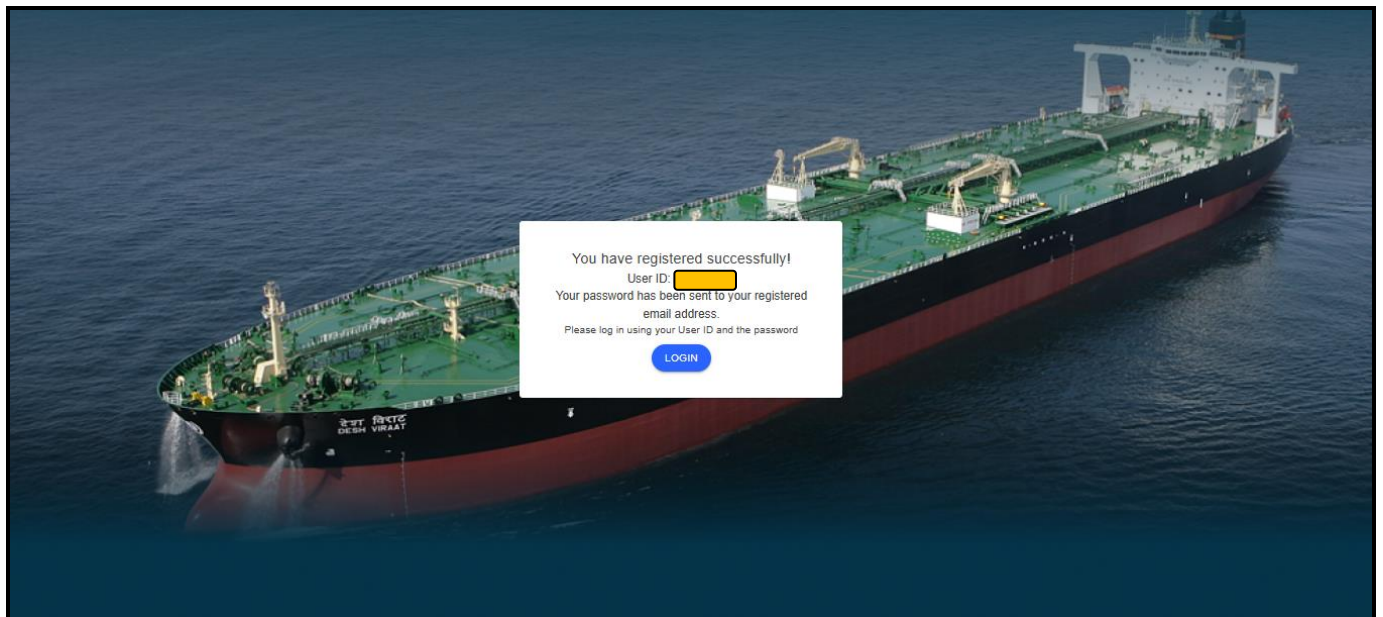 You have registered successfully!
User ID:
Your password has been sent to your registered
email address.
Please log in using your User ID and the password
LOGIN
देश विराट
DESH VIRAAT